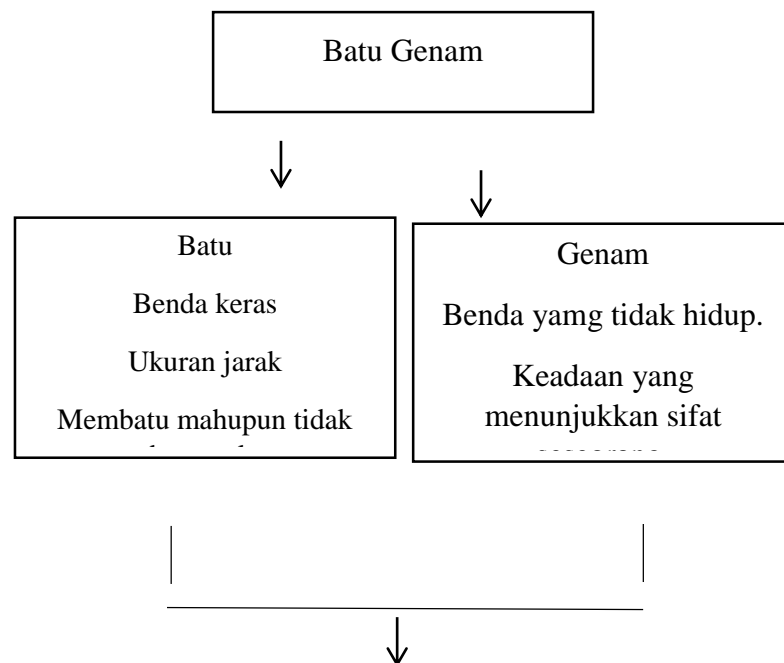 Batu Genam
Batu
Benda keras
Ukuran jarak
Membatu mahupun tidak
Genam
Benda yamg tidak hidup.
Keadaan yang
menunjukkan sifat